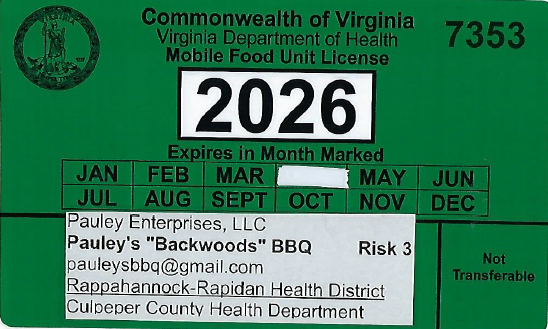 Commonwealth of Virginia
Virginia Department of Health
Mobile Food Unit License
7353
2026
Expires in Month Marked
JAN FEB MAR MAY JUN
JUL AUG SEPT OCT NOV DEC
Pauley Enterprises, LLC
Pauley's "Backwoods" BBQ Risk 3
pauleysbbq@gmail.com
Rappahannock-Rapidan Health District
Culpeper County Health Department
Not
Transferable